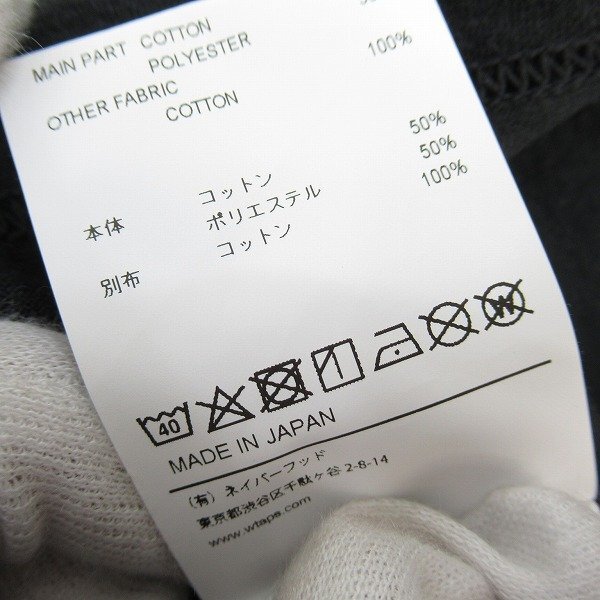 MAIN PART COTTON
POLYESTER
OTHER FABRIC 100%
COTTON
50%
コットン 50%
本体 ポリエステル 100%
コットン
別布
40
W
MADE IN JAPAN
(有) ネイバーフッド
東京都渋谷区千駄ヶ谷 2-8-14
www.wtaps.com